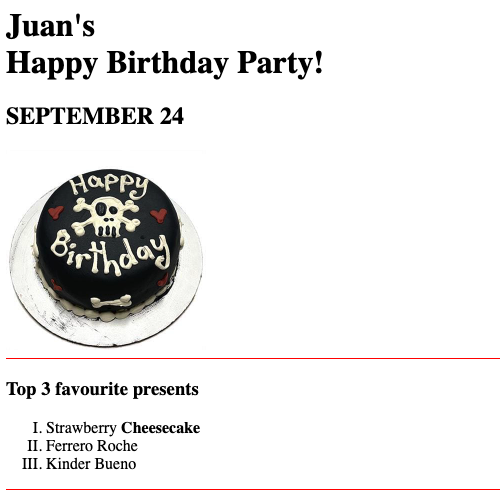 Juan's
Happy Birthday Party!
SEPTEMBER 24
Happy
Birthday
Top 3 favourite presents
I. Strawberry Cheesecake
II. Ferrero Roche
III. Kinder Bueno